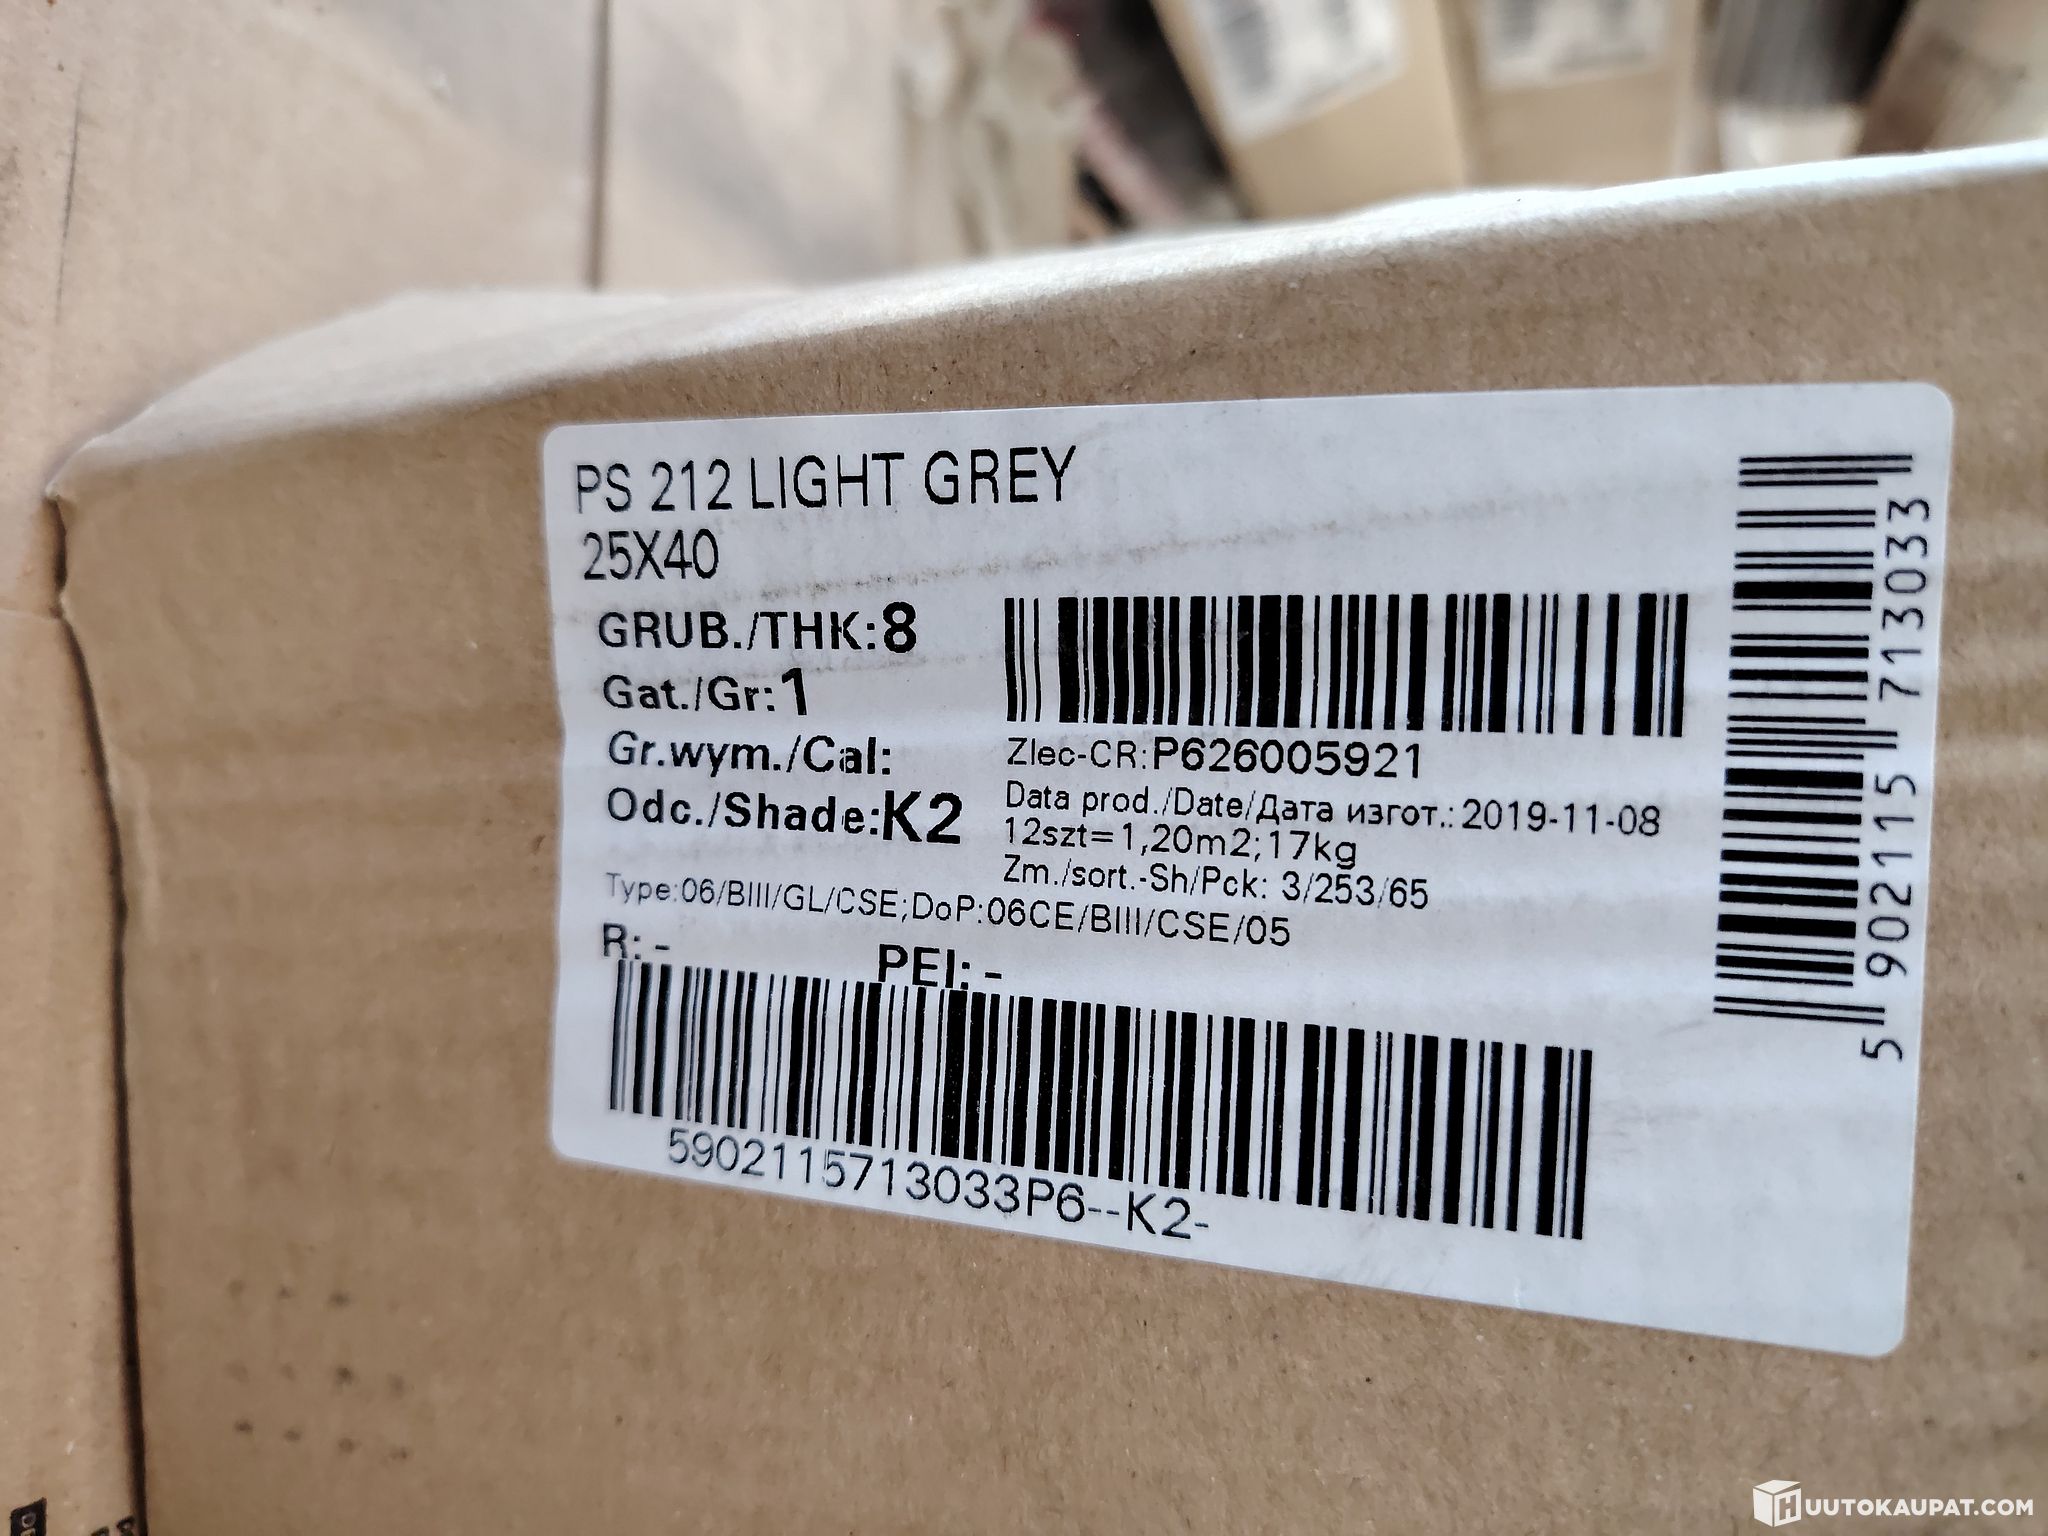 PS 212 LIGHT GREY
25X40
GRUB./THK:8
Gat./Gr:1
Gr.wym./Cal:
Odc./Shade:K2
Zlec-CR:P626005921
Data prod./Date/Дата изгот.: 2019-11-08
12szt=1,20m2;17kg
Zm./sort.-Sh/Pck: 3/253/65
Type:06/BIII/GL/CSE;DoP:06CE/BIII/CSE/05
R: - PEI: -
5902115713033P6--K2-
5 902115 713033
HUUTOKAUPAT.COM